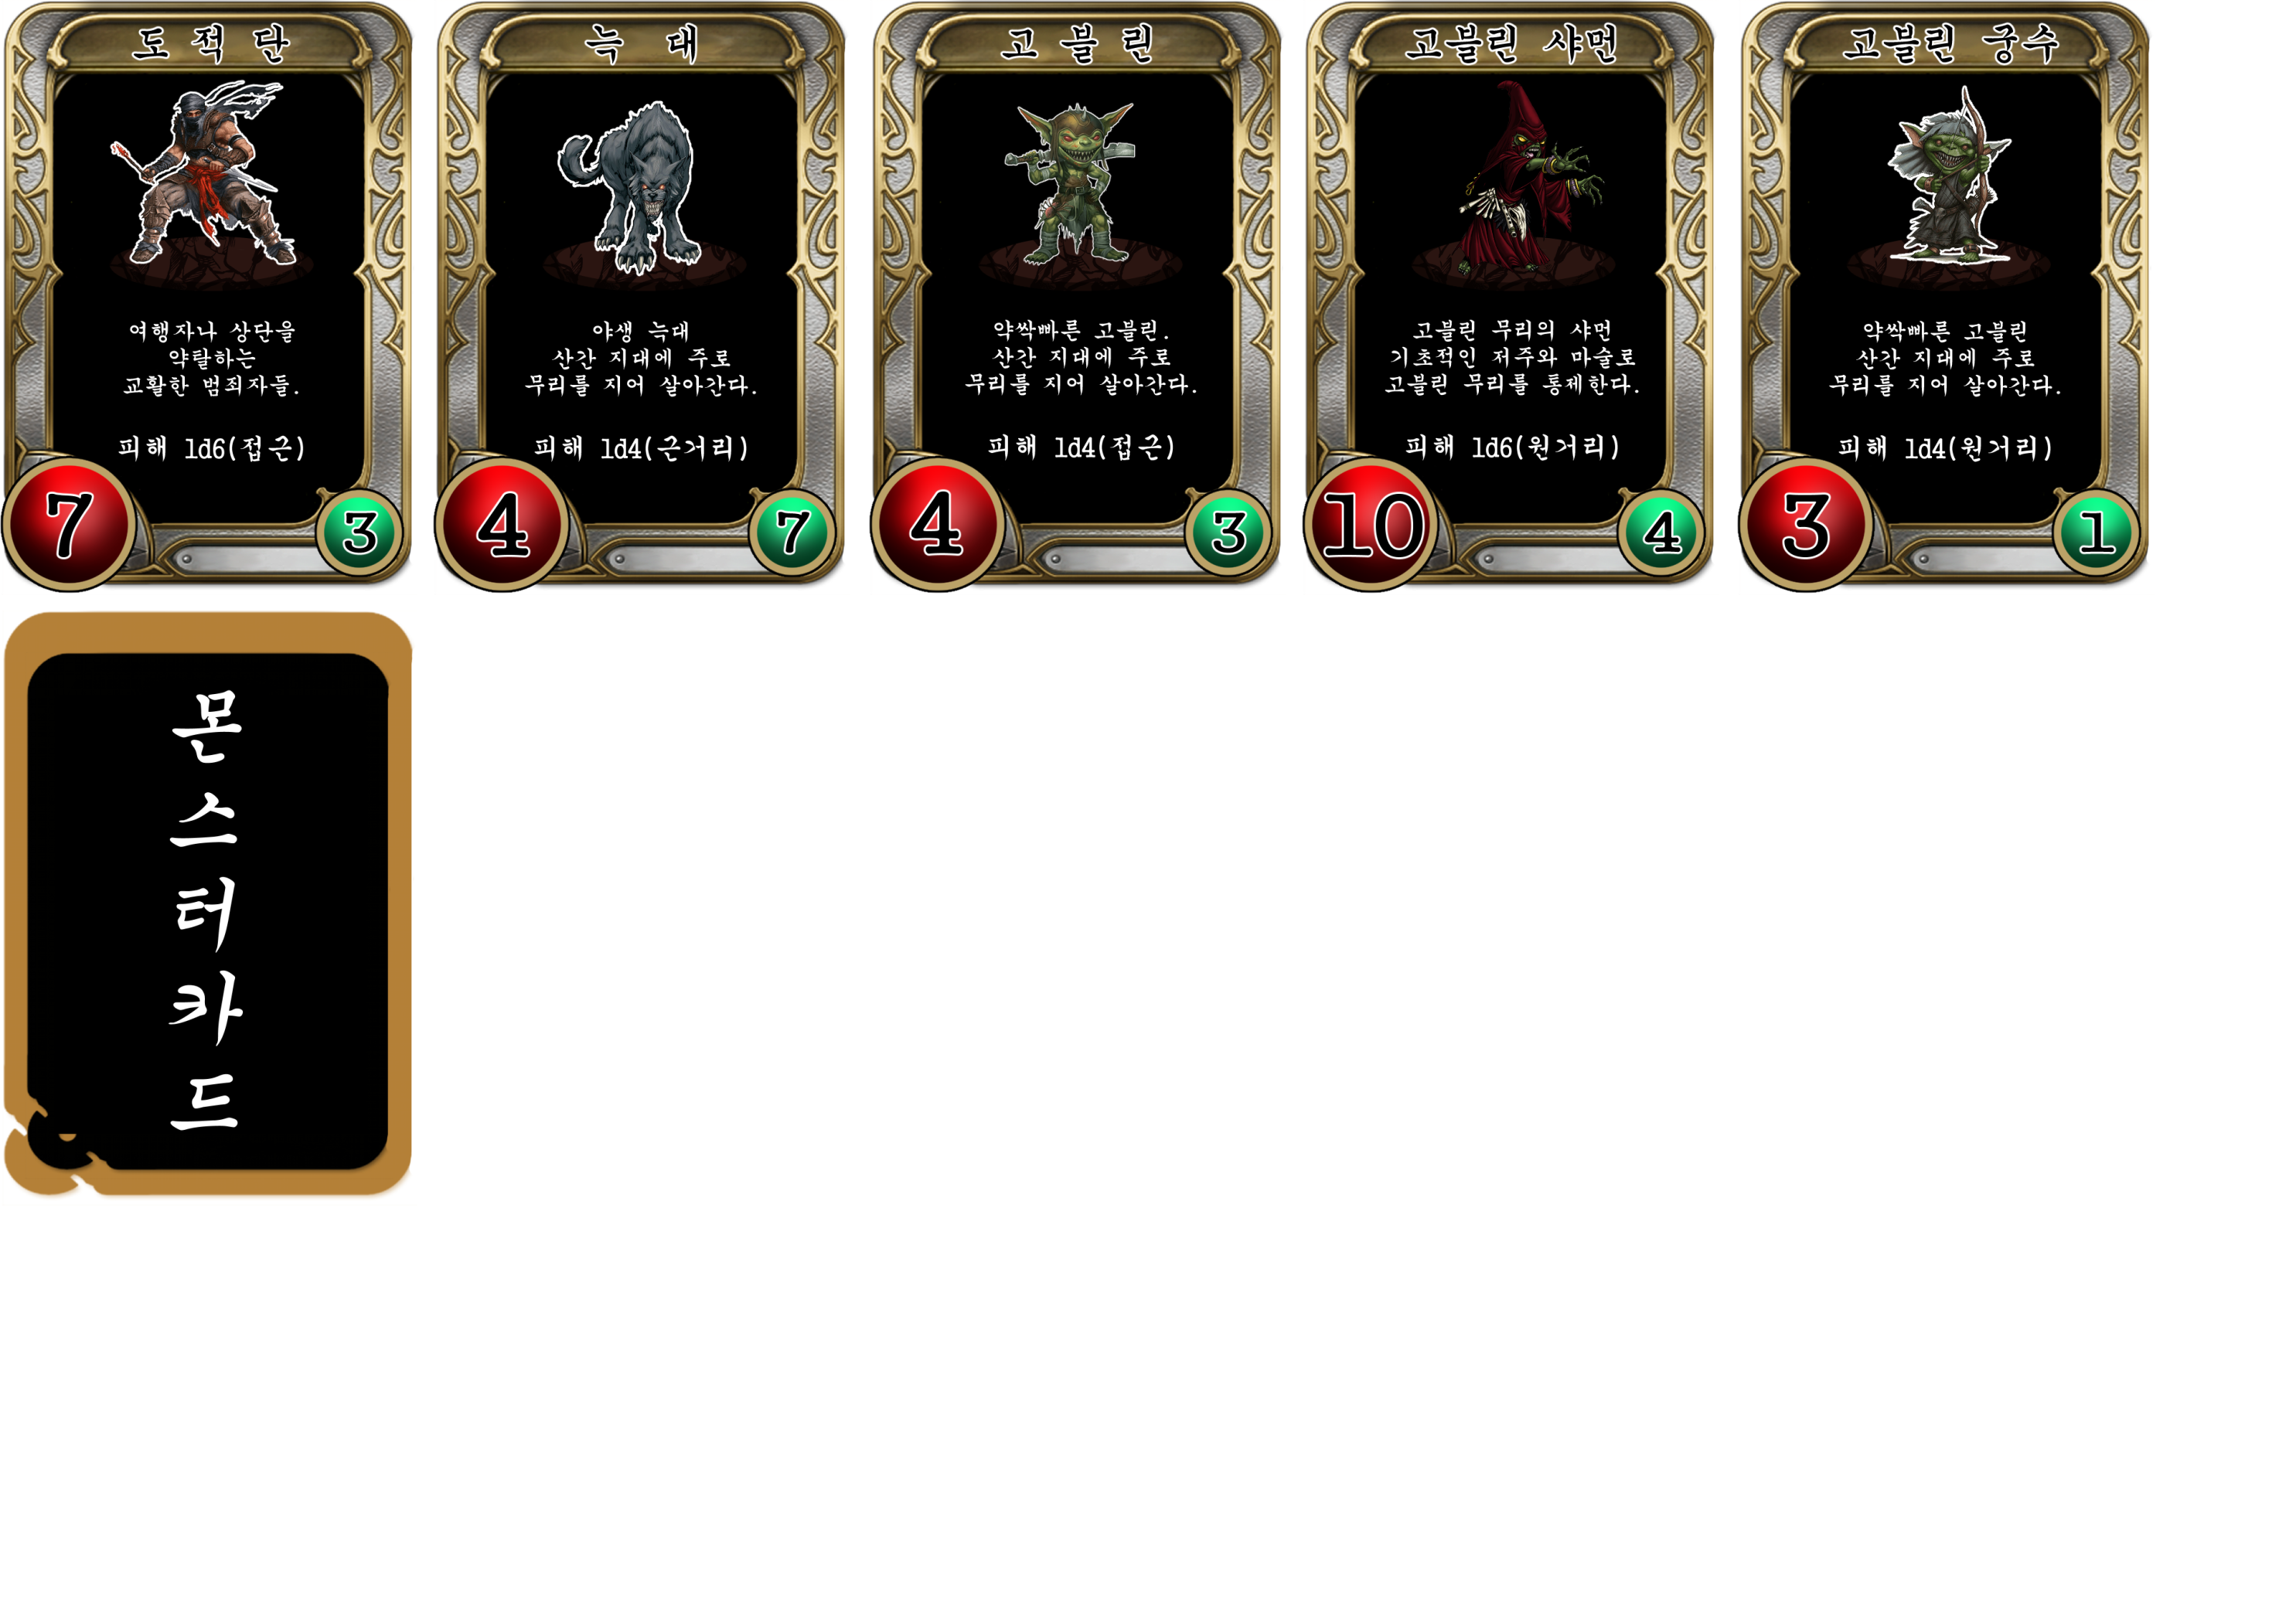 도적단
여행자나 상단을
약탈하는
교활한 범죄자들.
피해 1d6(접근)
7
3
늑대
야생 늑대
산간 지대에 주로
무리를 지어 살아간다.
피해 1d4(근거리)
4
7
고블린
약싹빠른 고블린.
산간 지대에 주로
무리를 지어 살아간다.
피해 1d4(접근)
4
3
고블린 샤먼
고블린 무리의 샤먼
기초적인 저주와 마술로
고블린 무리를 통제한다.
피해 1d6(원거리)
10
4
고블린 궁수
약싹빠른 고블린
산간 지대에 주로
무리를 지어 살아간다.
피해 1d4(원거리)
3
1
몬
스
터
카
드